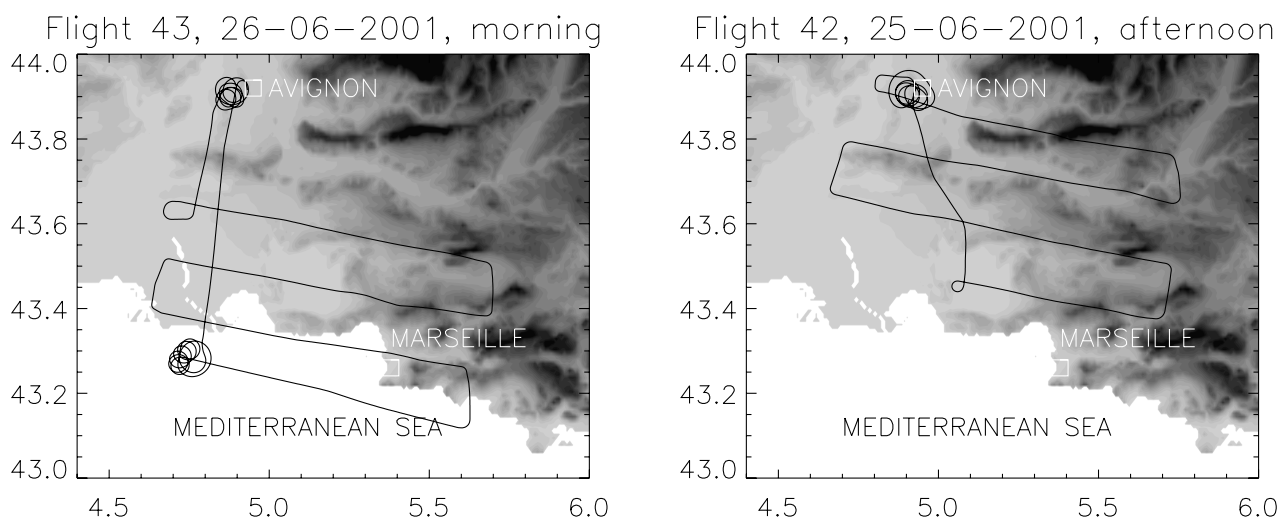 Flight 43, 26-06-2001, morning
44.0
43.8
43.6
43.4
43.2
43.0
AVIGNON
MARSEILLE
MEDITERRANEAN SEA
4.5 5.0 5.5 6.0
Flight 42, 25-06-2001, afternoon
44.0
43.8
43.6
43.4
43.2
43.0
AVIGNON
MARSEILLE
MEDITERRANEAN SEA
4.5 5.0 5.5 6.0